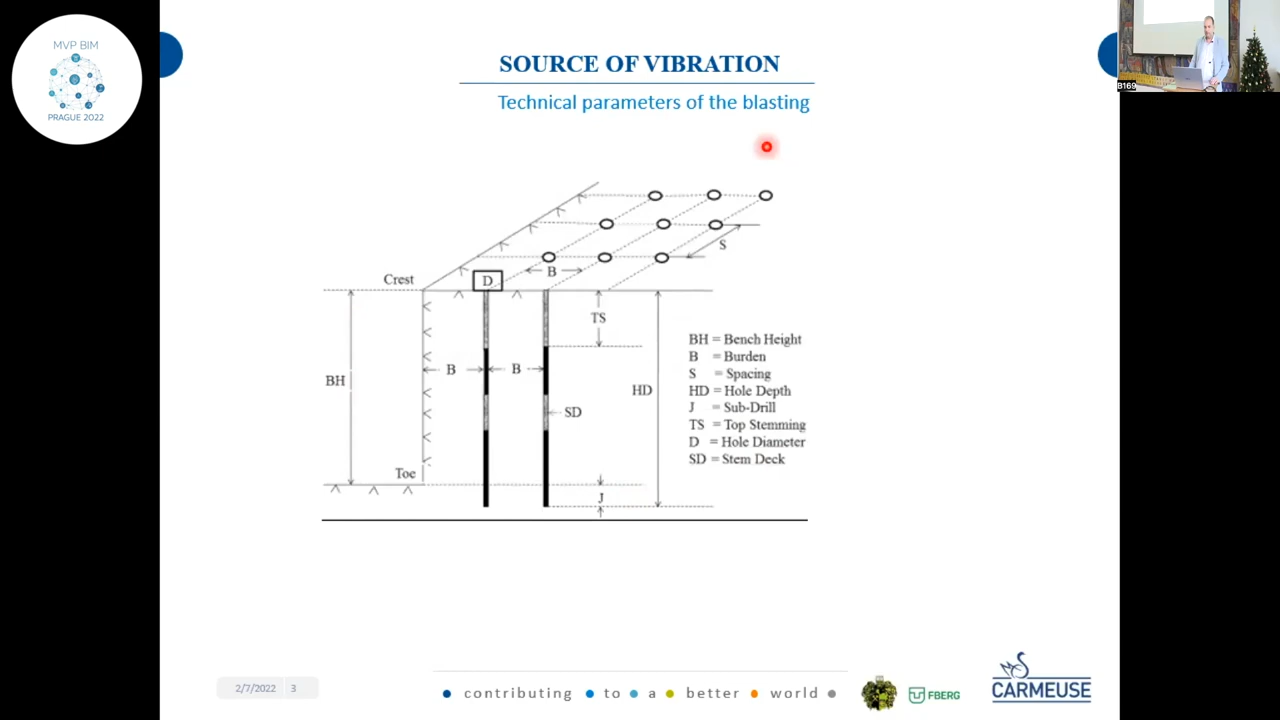 MVP BIM
PRAGUE 2022
B169
SOURCE OF VIBRATION
Technical parameters of the blasting
S
B
D
Crest
TS
B
B
BH
HD
SD
Toe
J
BH = Bench Height
B = Burden
S = Spacing
HD = Hole Depth
J = Sub-Drill
TS = Top Stemming
D = Hole Diameter
SD = Stem Deck
2/7/2022 3
contributing to a better world
FBERG
CARMEUSE